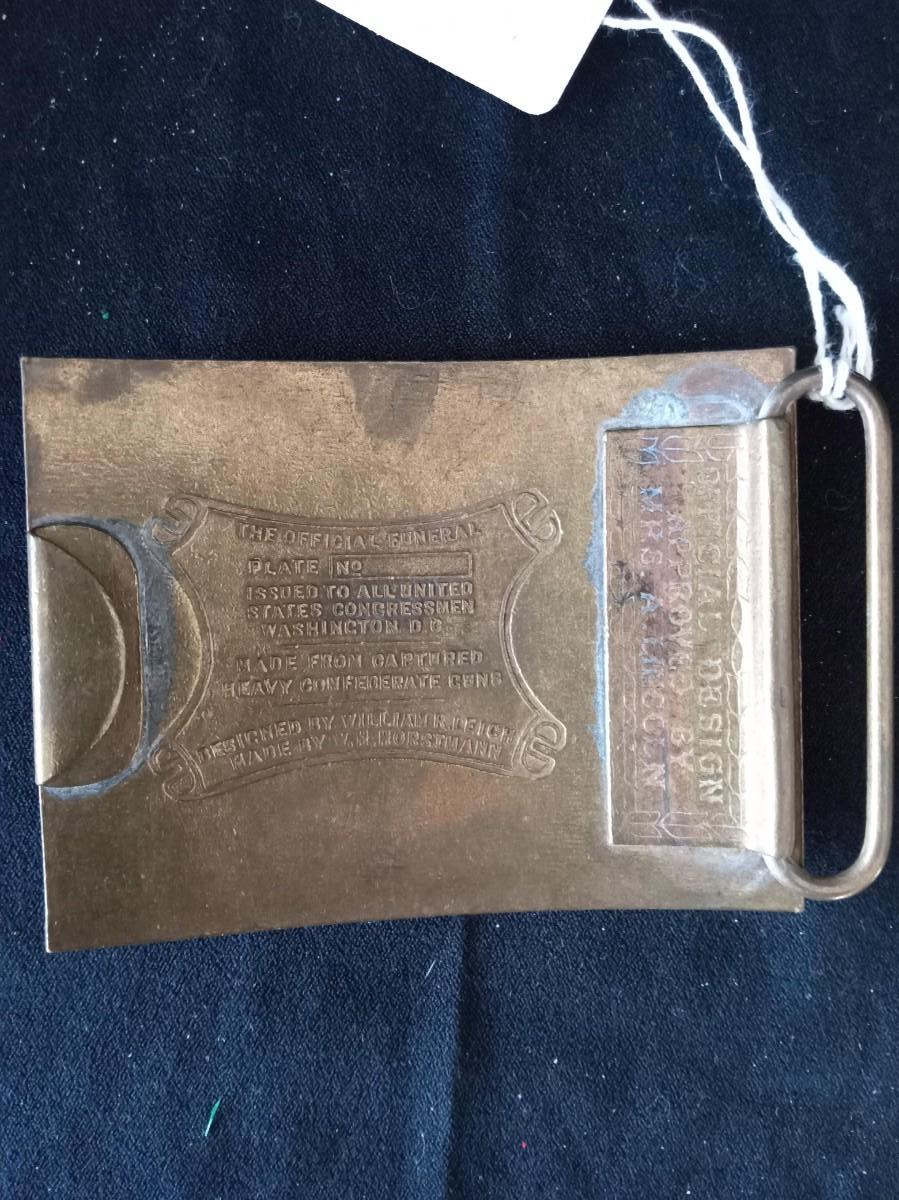 THE OFFICIAL FUNERAL
PLATE No
ISSUED TO ALL UNITED
STATES CONGRESSMEN
WASHINGTON D.C.
MADE FROM CAPTURED
HEAVY CONFEDERATE GUNS
DESIGNED BY WILLIAM R. LEIGH
MADE BY W. H. HORSTMANN
OFFICIAL DESIGN
APPROVED BY
MRS. A. LINCOLN